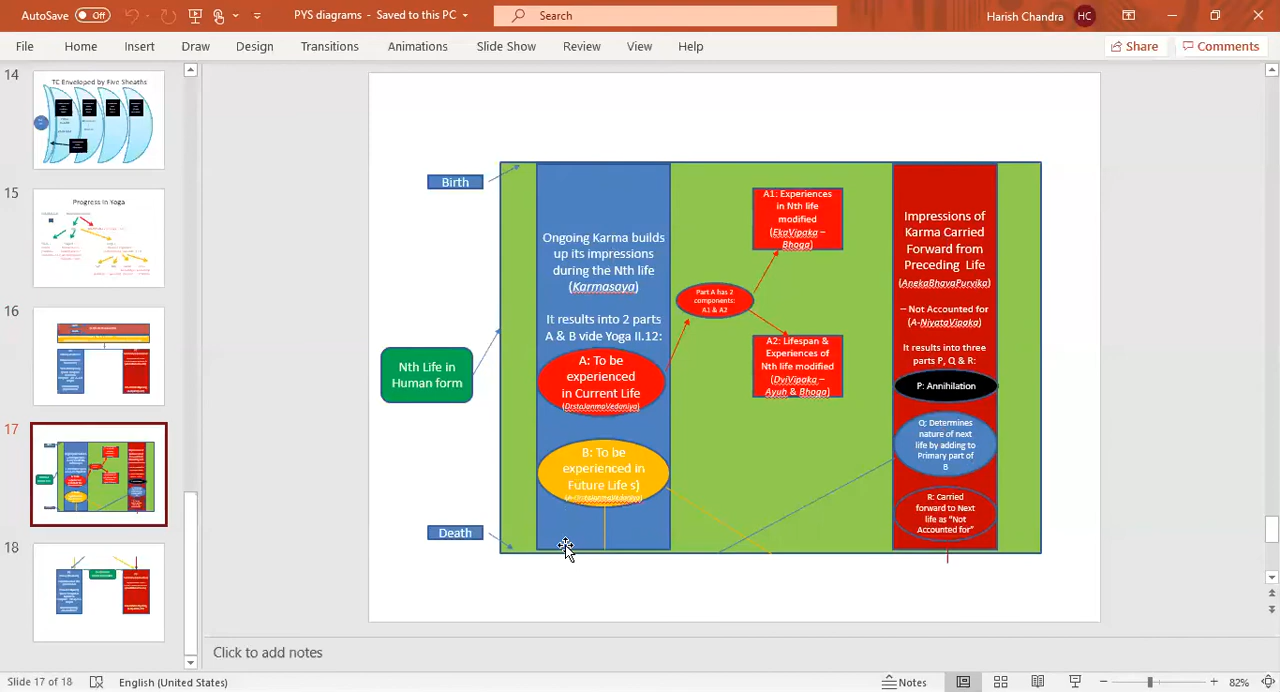 AutoSave Off PYS diagrams - Saved to this PC Search Harish Chandra HC
File Home Insert Draw Design Transitions Animations Slide Show Review View Help Share Comments
14
TC Enveloped by Five Sheaths
15
Progress in Yoga
16
17
18
Birth
Nth Life in
Human form
Death
Ongoing Karma builds
up its impressions
during the Nth life
(Karmasaya)
It results into 2 parts
A & B vide Yoga II.12:
A: To be
experienced
in Current Life
(DrstaJanmaVedaniya)
B: To be
experienced in
Future Life s)
(A-DrstaJanmaVedaniya)
Part A has 2
components:
A1 & A2
A1: Experiences
in Nth life
modified
(EkaVipaka –
Bhoga)
A2: Lifespan &
Experiences of
Nth life modified
(DviVipaka –
Ayuh & Bhoga)
Impressions of
Karma Carried
Forward from
Preceding Life
(AnekaBhavaPurvika)
– Not Accounted for
(A-NiyataVipaka)
It results into three
parts P, Q & R:
P: Annihilation
Q; Determines
nature of next
life by adding to
Primary part of
B
R: Carried
forward to Next
life as "Not
Accounted for"
Click to add notes
Slide 17 of 18 English (United States) Notes 82%